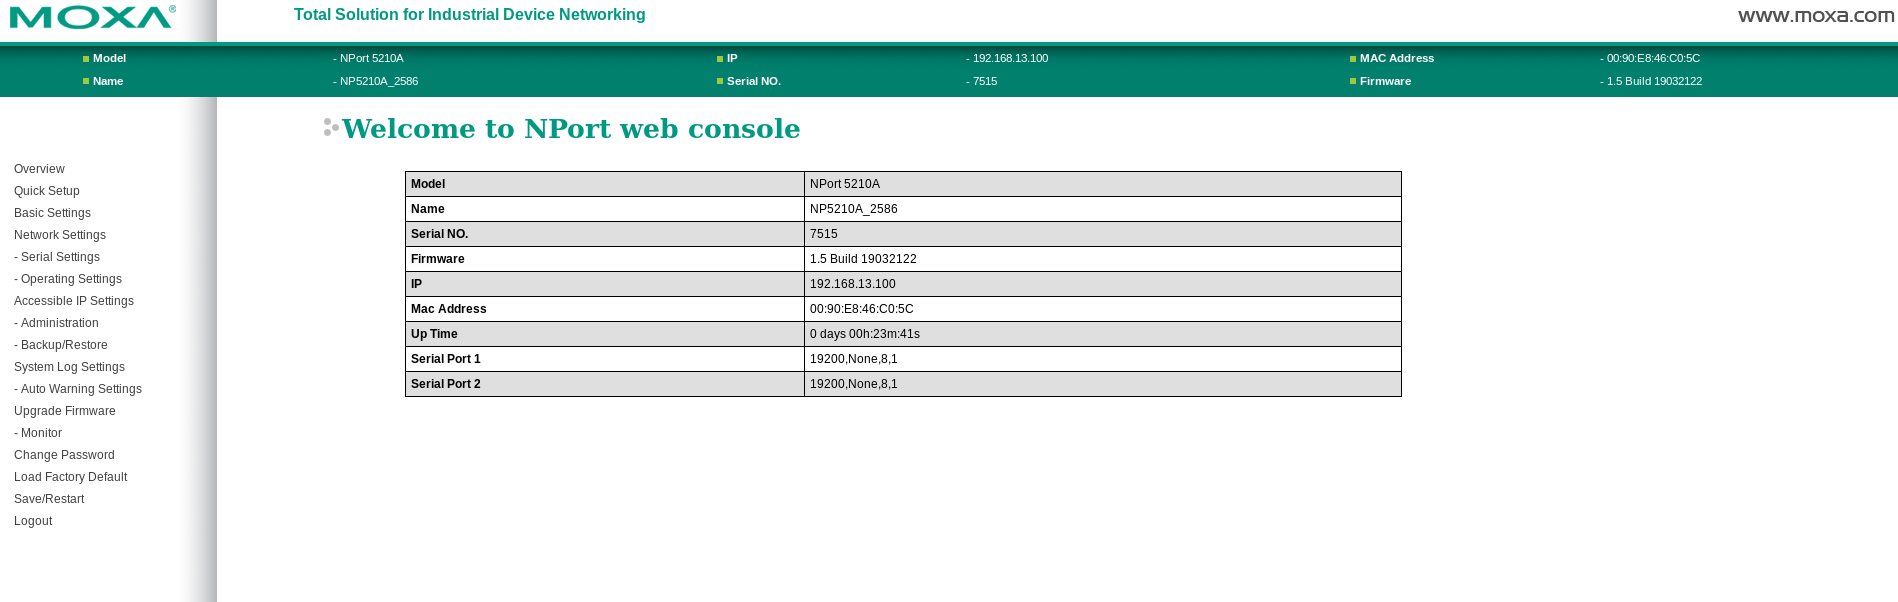 MOXA®
Total Solution for Industrial Device Networking
www.moxa.com
Model - NPort 5210A IP - 192.168.13.100 MAC Address - 00:90:E8:46:C0:5C
Name - NP5210A_2586 Serial NO. - 7515 Firmware - 1.5 Build 19032122
Overview
Quick Setup
Basic Settings
Network Settings
- Serial Settings
- Operating Settings
Accessible IP Settings
- Administration
- Backup/Restore
System Log Settings
- Auto Warning Settings
Upgrade Firmware
- Monitor
Change Password
Load Factory Default
Save/Restart
Logout
Welcome to NPort web console
Model NPort 5210A
Name NP5210A_2586
Serial NO. 7515
Firmware 1.5 Build 19032122
IP 192.168.13.100
Mac Address 00:90:E8:46:C0:5C
Up Time 0 days 00h:23m:41s
Serial Port 1 19200,None,8,1
Serial Port 2 19200,None,8,1